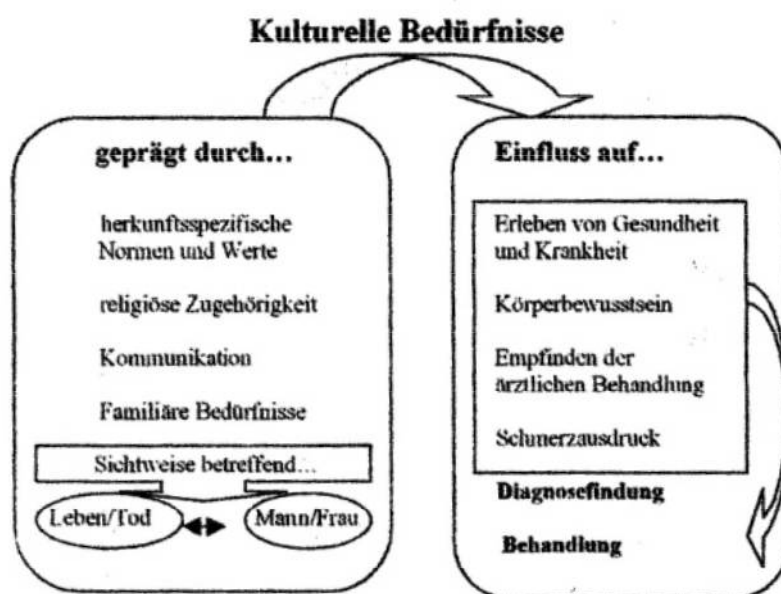 Kulturelle Bedürfnisse
geprägt durch...
herkunftsspezifische
Normen und Werte
religiöse Zugehörigkeit
Kommunikation
Familiäre Bedürfnisse
Sichtweise betreffend...
Leben/Tod
Mann/Frau
Einfluss auf...
Erleben von Gesundheit
und Krankheit
Körperbewusstsein
Empfinden der
ärztlichen Behandlung
Schmerzausdruck
Diagnosefindung
Behandlung